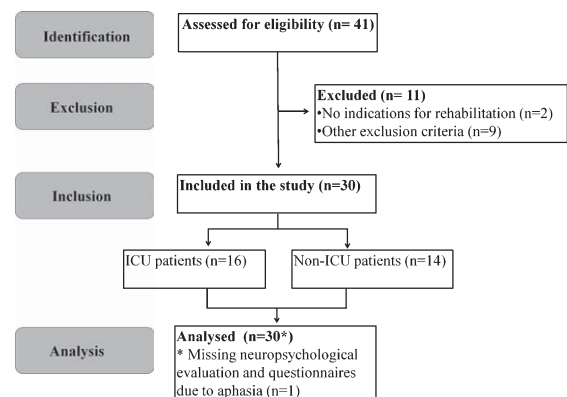 Identification
Assessed for eligibility (n= 41)
Exclusion
Excluded (n= 11)
•No indications for rehabilitation (n=2)
•Other exclusion criteria (n=9)
Inclusion
Included in the study (n=30)
ICU patients (n=16)
Non-ICU patients (n=14)
Analysis
Analysed (n=30*)
* Missing neuropsychological
evaluation and questionnaires
due to aphasia (n=1)